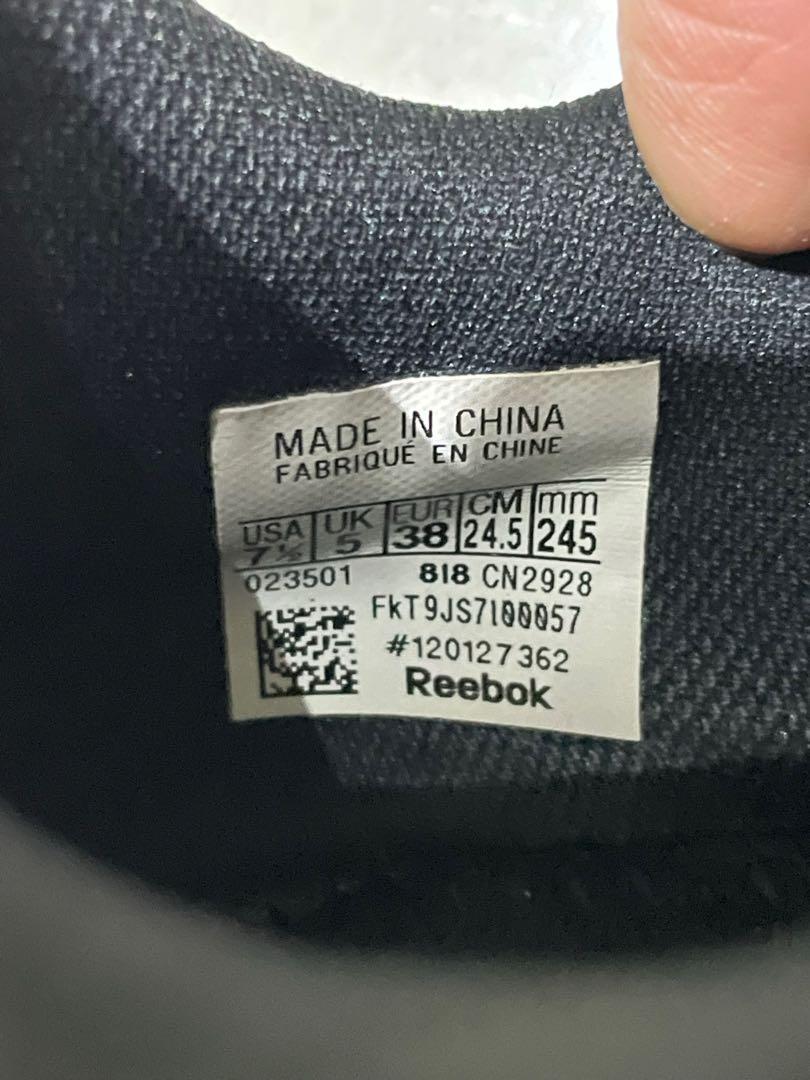 MADE IN CHINA
FABRIQUÉ EN CHINE
USA UK EUR CM mm
7½ 5 38 24.5 245
023501 818 CN2928
FkT9JS7100057
#120127362
Reebok